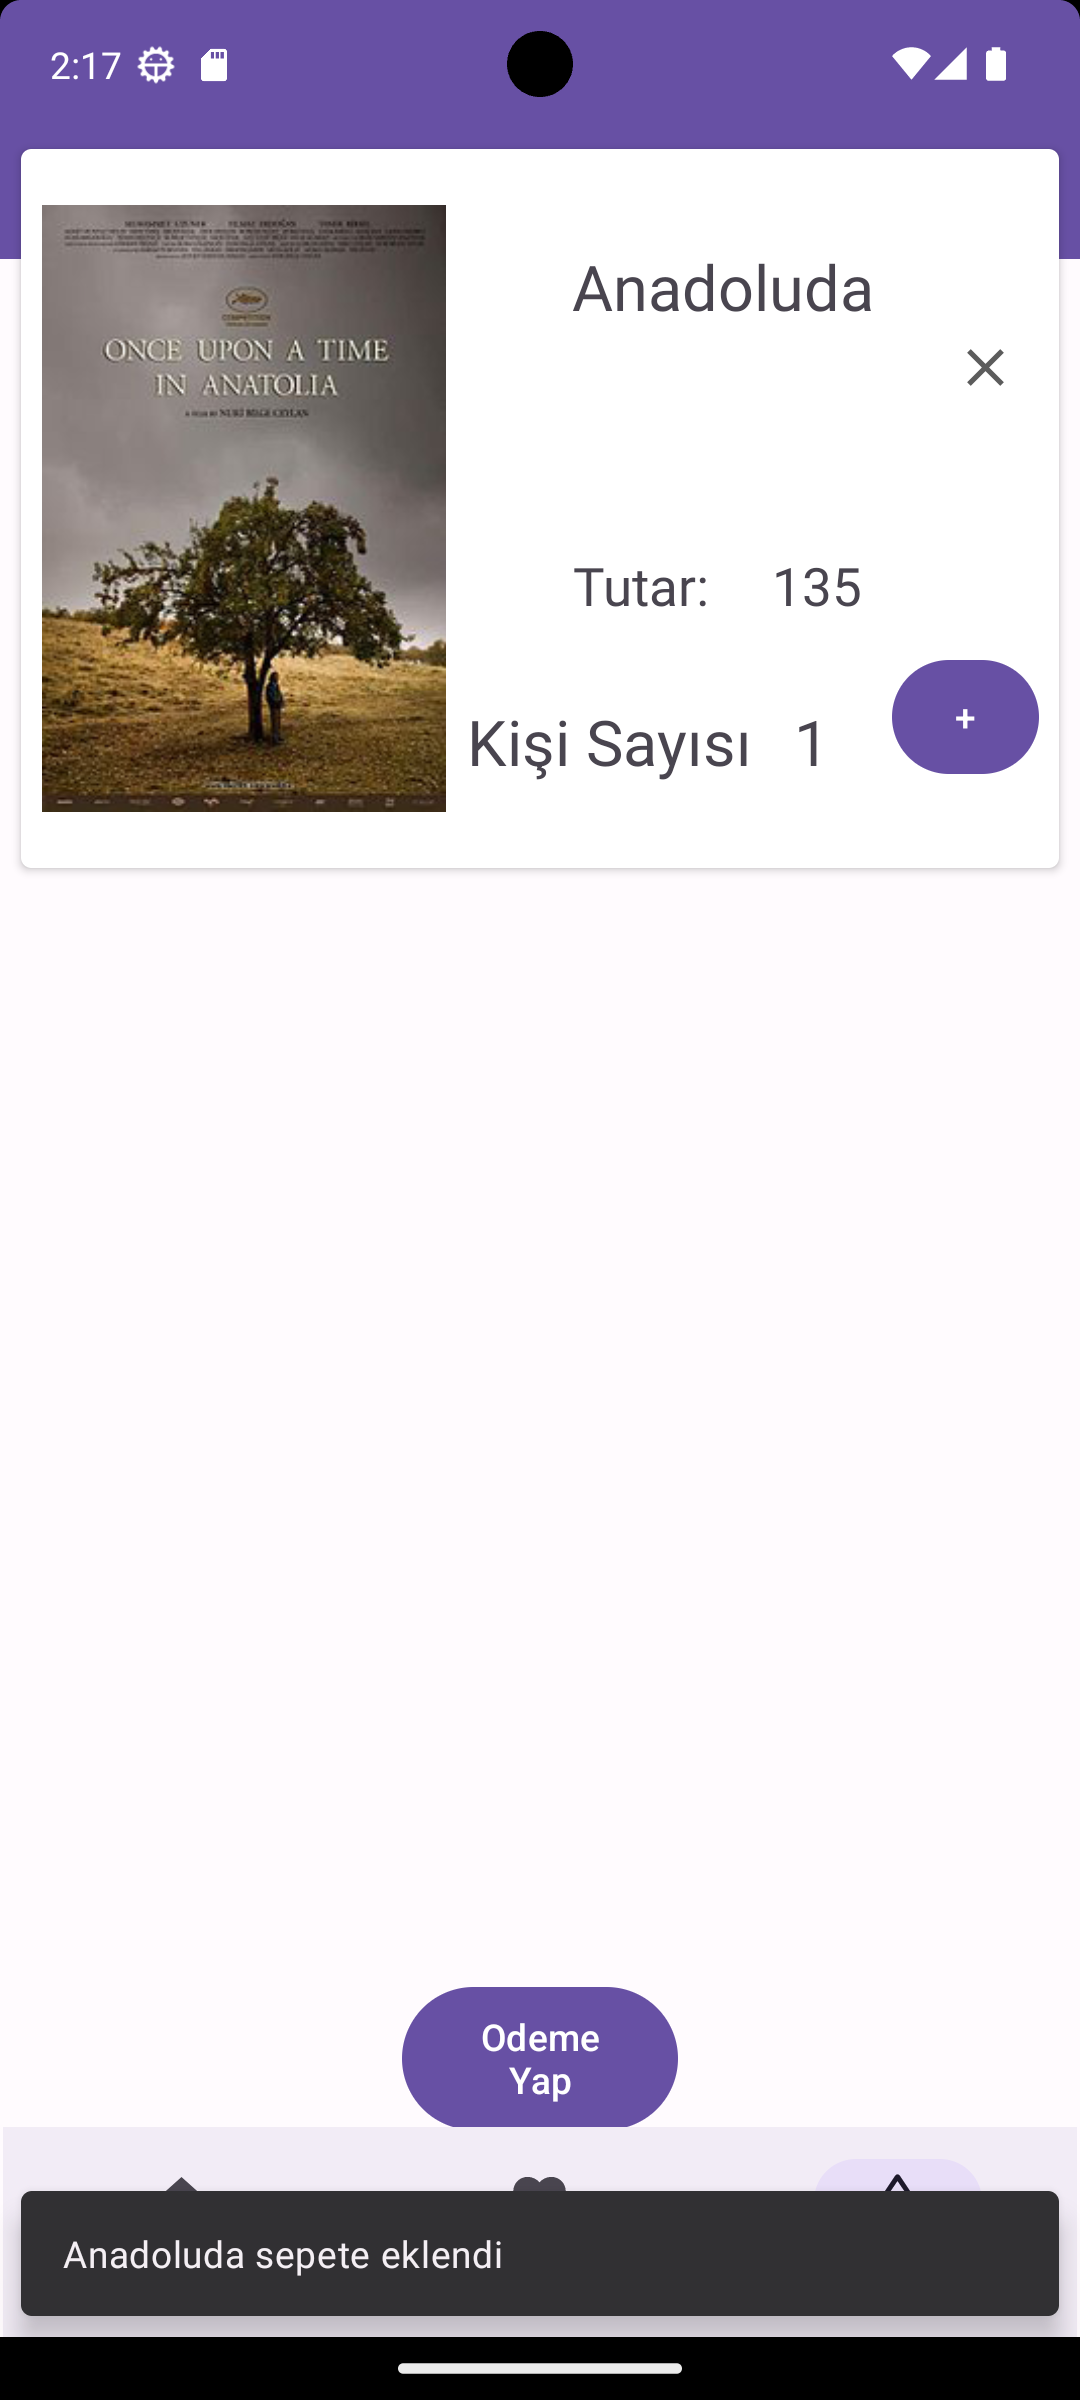 2:17
ONCE UPON A TIME
IN ANATOLIA
A FILM BY NURI BILGE CEYLAN
Anadoluda
Tutar: 135
Kişi Sayısı 1 +
Odeme
Yap
Anadoluda sepete eklendi